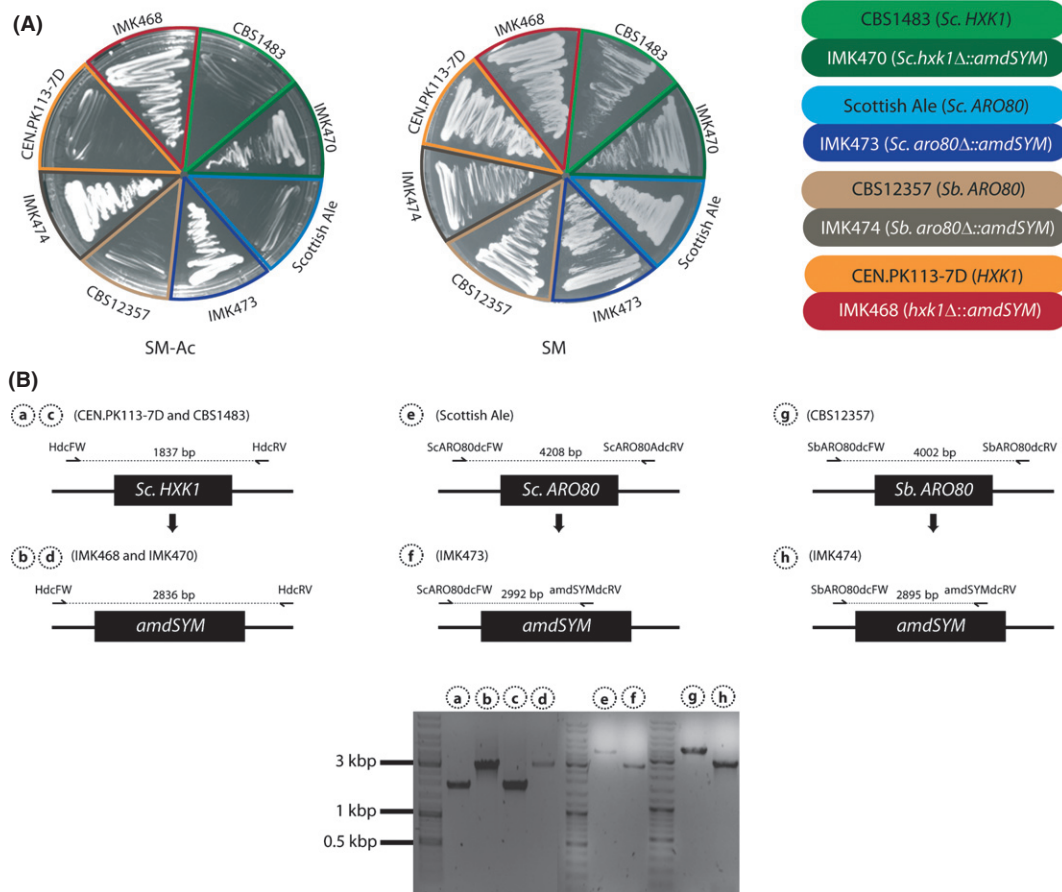 (A)
IMK468
CBS1483
IMK470
Scottish Ale
IMK473
CBS12357
IMK474
CEN.PK113-7D
SM-Ac
IMK468
CBS1483
IMK470
Scottish Ale
IMK473
CBS12357
IMK474
CEN.PK113-7D
SM
CBS1483 (Sc. HXK1)
IMK470 (Sc.hxk1Δ::amdSYM)
Scottish Ale (Sc. ARO80)
IMK473 (Sc. aro80Δ::amdSYM)
CBS12357 (Sb. ARO80)
IMK474 (Sb. aro80Δ::amdSYM)
CEN.PK113-7D (HXK1)
IMK468 (hxk1Δ::amdSYM)
(B)
a c (CEN.PK113-7D and CBS1483)
HdcFW 1837 bp HdcRV
Sc. HXK1
b d (IMK468 and IMK470)
HdcFW 2836 bp HdcRV
amdSYM
e (Scottish Ale)
ScARO80dcFW 4208 bp ScARO80AdcRV
Sc. ARO80
f (IMK473)
ScARO80dcFW 2992 bp amdSYMdcRV
amdSYM
g (CBS12357)
SbARO80dcFW 4002 bp SbARO80dcRV
Sb. ARO80
h (IMK474)
SbARO80dcFW 2895 bp amdSYMdcRV
amdSYM
a b c d e f g h
3 kbp
1 kbp
0.5 kbp